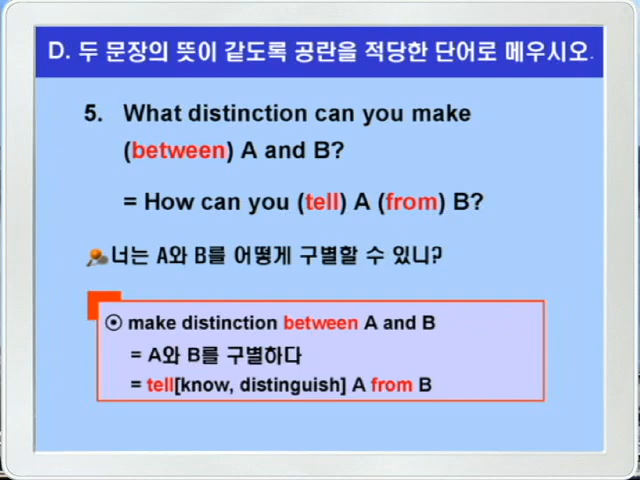 D. 두 문장의 뜻이 같도록 공란을 적당한 단어로 메우시오.
5. What distinction can you make
(between) A and B?
= How can you (tell) A (from) B?
너는 A와 B를 어떻게 구별할 수 있니?
⊙ make distinction between A and B
= A와 B를 구별하다
= tell[know, distinguish] A from B